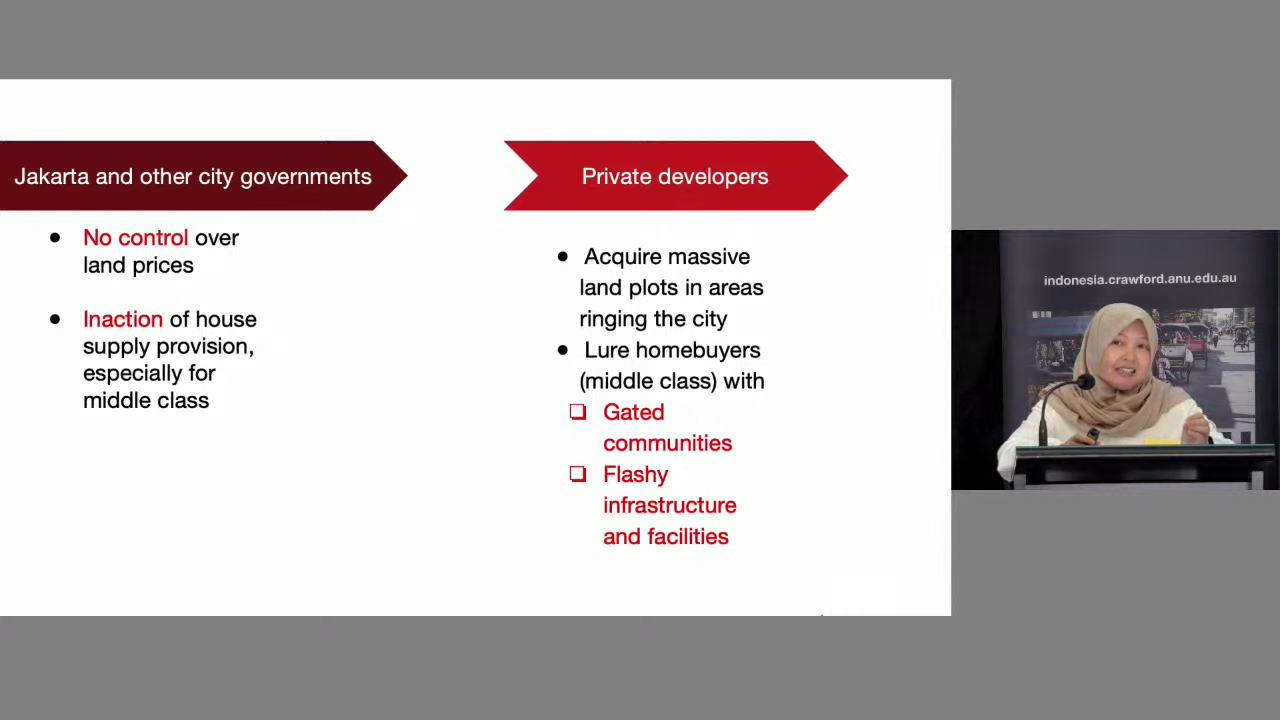 Jakarta and other city governments
• No control over
land prices
• Inaction of house
supply provision,
especially for
middle class
Private developers
• Acquire massive
land plots in areas
ringing the city
• Lure homebuyers
(middle class) with
❏ Gated
communities
❏ Flashy
infrastructure
and facilities
indonesia.crawford.anu.edu.au